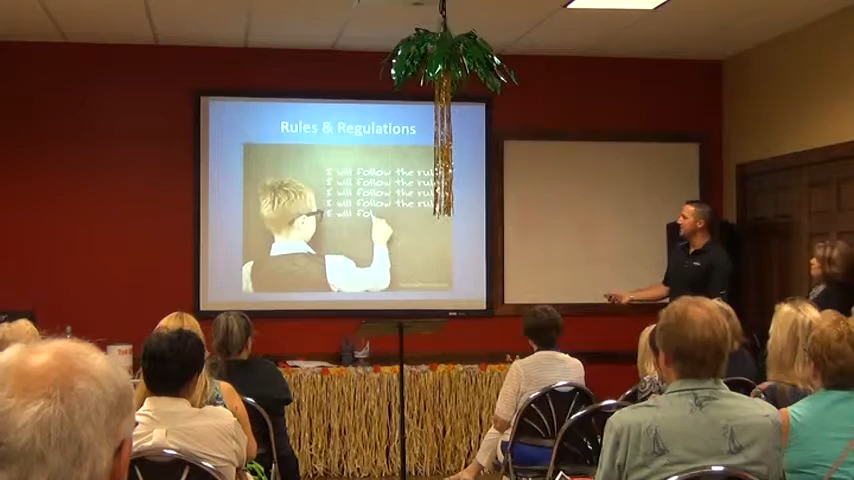 Rules & Regulations
I will follow the rul
I will follow the rul
I will follow the rul
I will follow the rul
I will fol